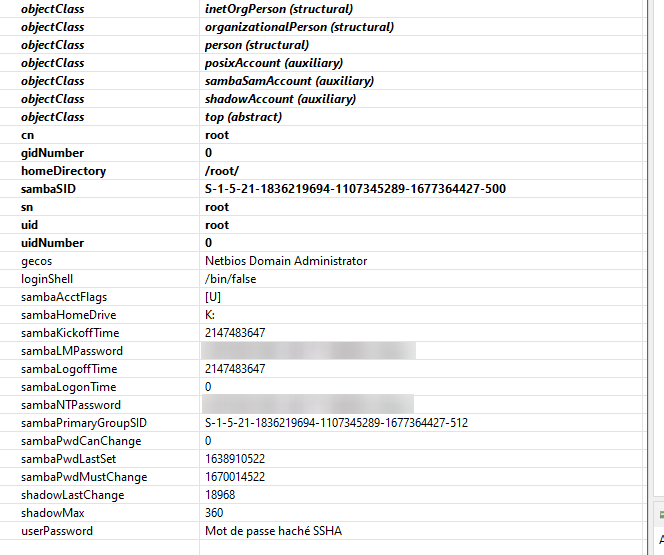 objectClass inetOrgPerson (structural)
objectClass organizationalPerson (structural)
objectClass person (structural)
objectClass posixAccount (auxiliary)
objectClass sambaSamAccount (auxiliary)
objectClass shadowAccount (auxiliary)
objectClass top (abstract)
cn root
gidNumber 0
homeDirectory /root/
sambaSID S-1-5-21-1836219694-1107345289-1677364427-500
sn root
uid root
uidNumber 0
gecos Netbios Domain Administrator
loginShell /bin/false
sambaAcctFlags [U]
sambaHomeDrive K:
sambaKickoffTime 2147483647
sambaLMPassword
sambaLogoffTime 2147483647
sambaLogonTime 0
sambaNTPassword
sambaPrimaryGroupSID S-1-5-21-1836219694-1107345289-1677364427-512
sambaPwdCanChange 0
sambaPwdLastSet 1638910522
sambaPwdMustChange 1670014522
shadowLastChange 18968
shadowMax 360
userPassword Mot de passe haché SSHA